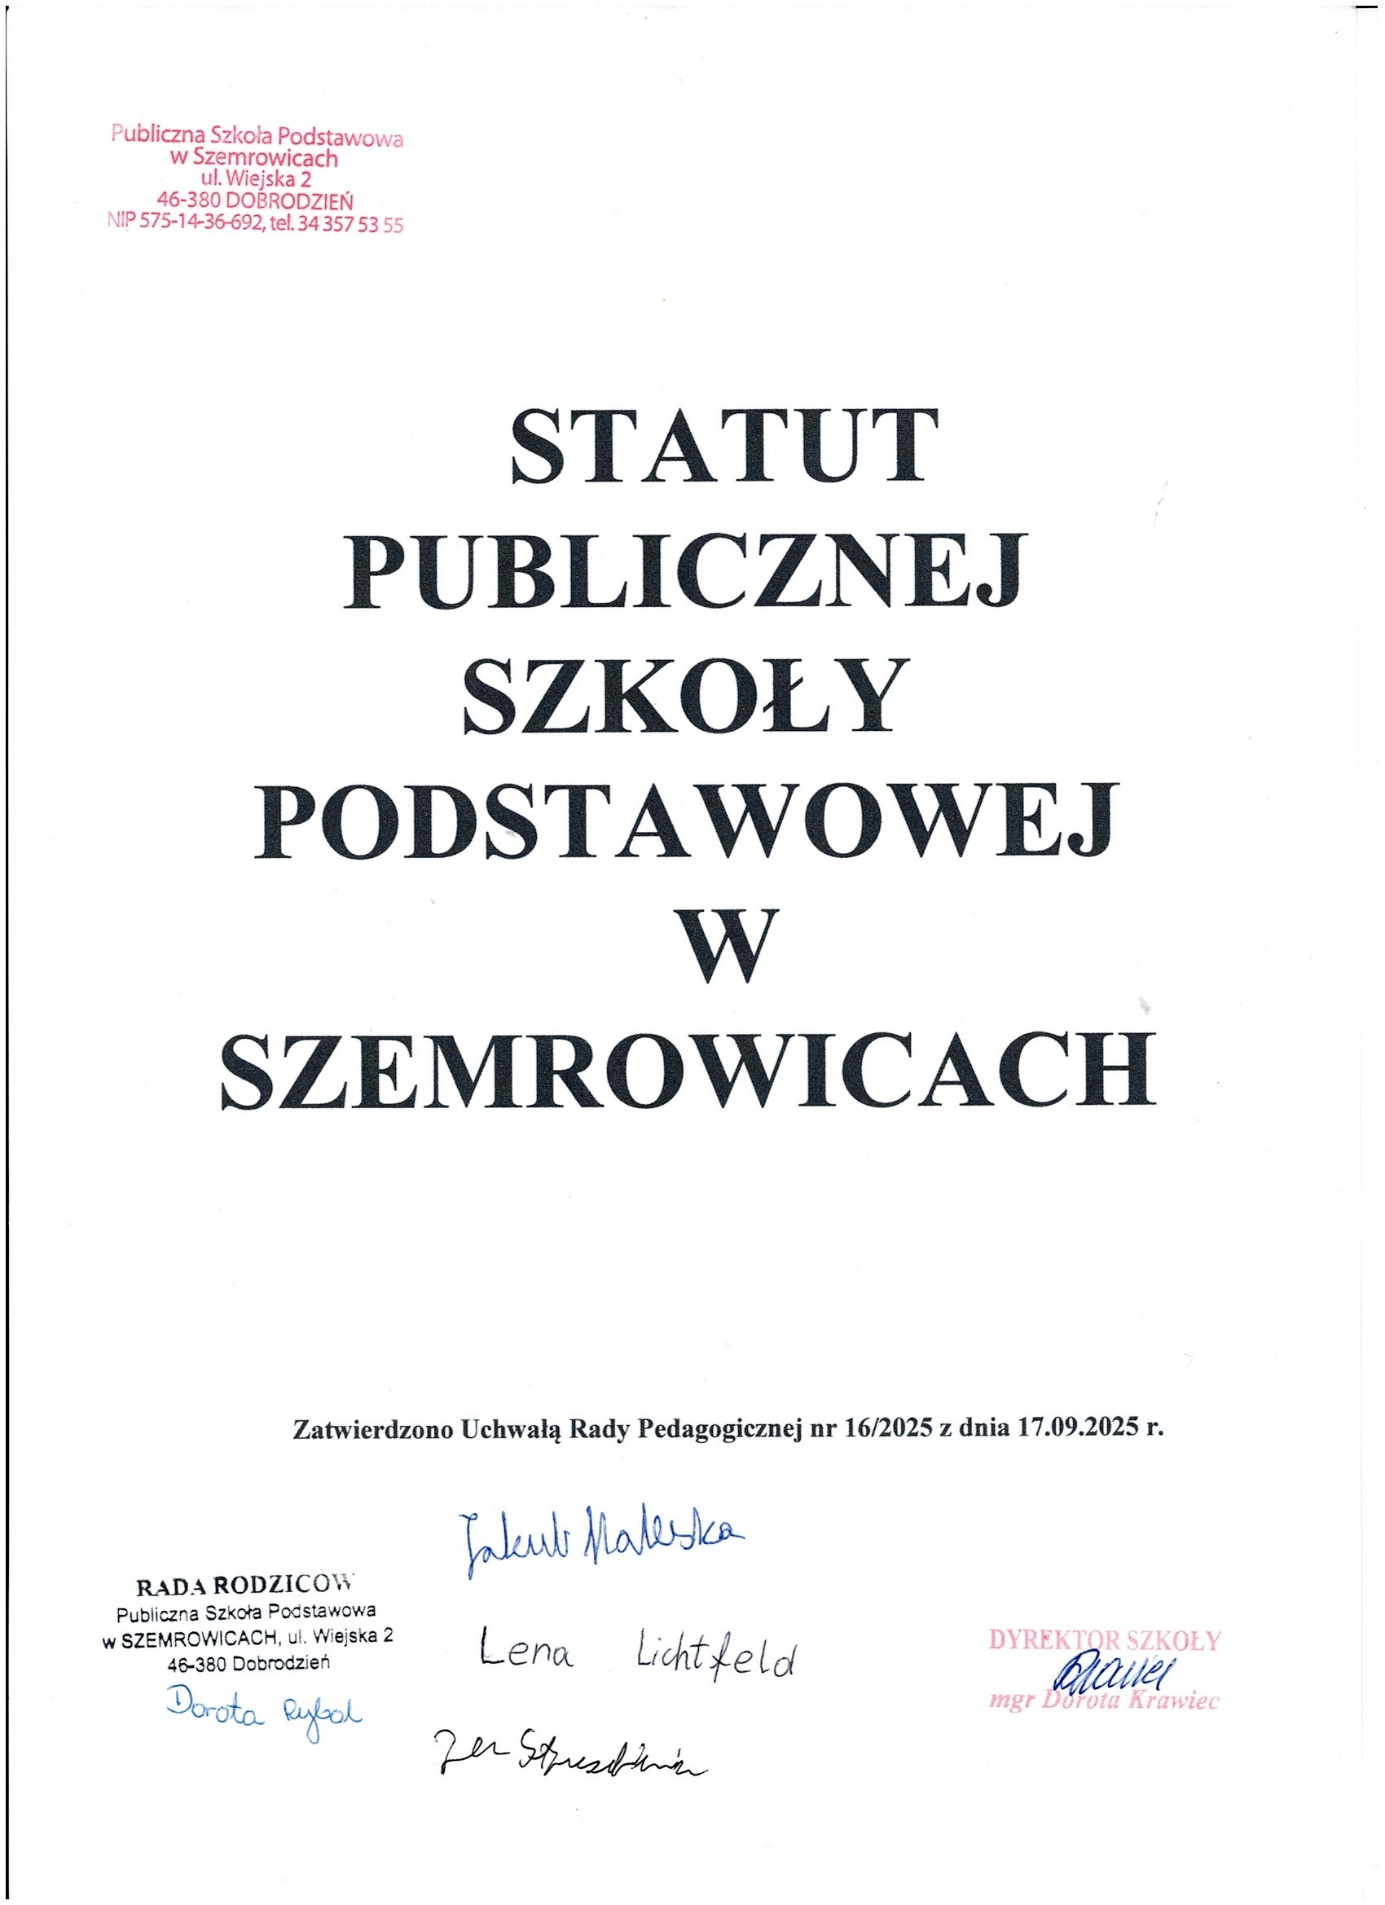 Publiczna Szkoła Podstawowa
w Szemrowicach
ul. Wiejska 2
46-380 DOBRODZIEŃ
NIP 575-14-36-692, tel. 34 357 53 55
STATUT
PUBLICZNEJ
SZKOŁY
PODSTAWOWEJ
W
SZEMROWICACH
Zatwierdzono Uchwałą Rady Pedagogicznej nr 16/2025 z dnia 17.09.2025 r.
Jakub Maleska
RADA RODZICÓW
Publiczna Szkoła Podstawowa
w SZEMROWICACH, ul. Wiejska 2
46-380 Dobrodzień
Dorota Rybol
Lena Lichtfeld
DYREKTOR SZKOŁY
mgr Dorota Krawiec